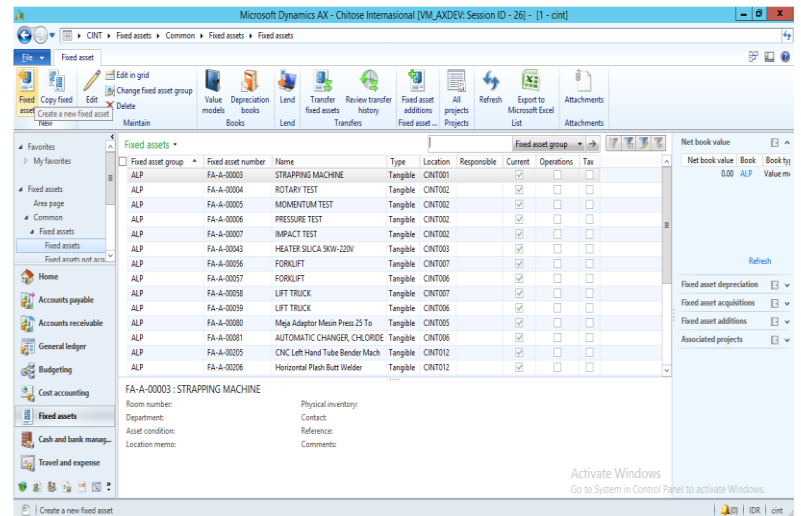 Microsoft Dynamics AX - Chitose Internasional [VM_AXDEV: Session ID - 26] - [1 - cint]
CINT Fixed assets Common Fixed assets Fixed assets
File Fixed asset
Fixed asset
Copy fixed
Edit
Edit in grid
Change fixed asset group
Delete
Value models
Depreciation books
Lend
Transfer fixed assets
Review transfer history
Fixed asset additions
All projects
Refresh
Export to Microsoft Excel
Attachments
Create a new fixed asset
New Maintain Books Lend Transfers Fixed asset ... Projects List Attachments
Favorites
My favorites
Fixed assets
Area page
Common
Fixed assets
Fixed assets
Fixed assets not acq
Home
Accounts payable
Accounts receivable
General ledger
Budgeting
Cost accounting
Fixed assets
Cash and bank manag...
Travel and expense
Fixed assets
Fixed asset group
Fixed asset group Fixed asset number Name Type Location Responsible Current Operations Tax
ALP FA-A-00003 STRAPPING MACHINE Tangible CINT001
ALP FA-A-00004 ROTARY TEST Tangible CINT002
ALP FA-A-00005 MOMENTUM TEST Tangible CINT002
ALP FA-A-00006 PRESSURE TEST Tangible CINT002
ALP FA-A-00007 IMPACT TEST Tangible CINT002
ALP FA-A-00043 HEATER SILICA 5KW-220V Tangible CINT003
ALP FA-A-00056 FORKLIFT Tangible CINT007
ALP FA-A-00057 FORKLIFT Tangible CINT006
ALP FA-A-00058 LIFT TRUCK Tangible CINT007
ALP FA-A-00059 LIFT TRUCK Tangible CINT006
ALP FA-A-00080 Meja Adaptor Mesin Press 25 To Tangible CINT005
ALP FA-A-00081 AUTOMATIC CHANGER, CHLORIDE Tangible CINT006
ALP FA-A-00205 CNC Left Hand Tube Bender Mach Tangible CINT012
ALP FA-A-00206 Horizontal Plash Butt Welder Tangible CINT012
FA-A-00003 : STRAPPING MACHINE
Room number: Physical inventory:
Department: Contact:
Asset condition: Reference:
Location memo: Comments:
Net book value
Net book value Book Book typ
0.00 ALP Value mo
Refresh
Fixed asset depreciation
Fixed asset acquisitions
Fixed asset additions
Associated projects
Activate Windows
Go to System in Control Panel to activate Windows.
Create a new fixed asset
(0) IDR cint